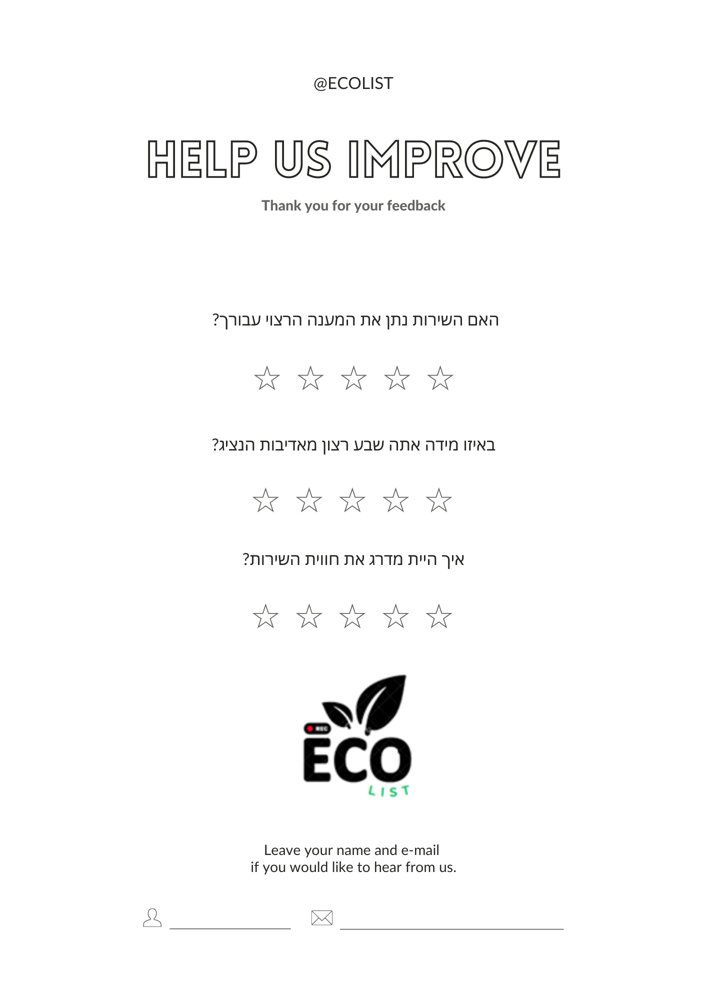 @ECOLIST
HELP US IMPROVE
Thank you for your feedback
האם השירות נתן את המענה הרצוי עבורך?
באיזו מידה אתה שבע רצון מאדיבות הנציג?
איך היית מדרג את חווית השירות?
REC
ECO
LIST
Leave your name and e-mail
if you would like to hear from us.